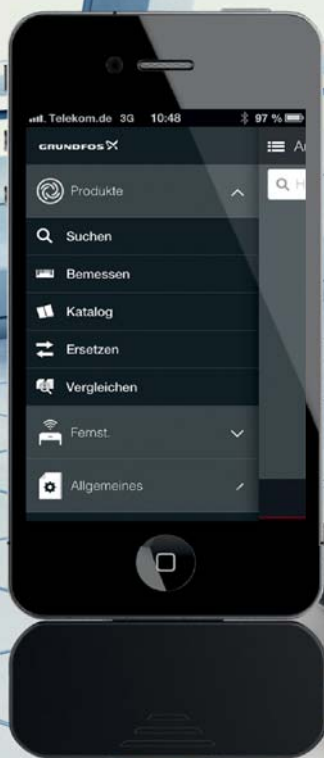 Telekom.de 3G 10:48 97 %
GRUNDFOS
Produkte
Suchen
Bemessen
Katalog
Ersetzen
Vergleichen
Fernst.
Allgemeines